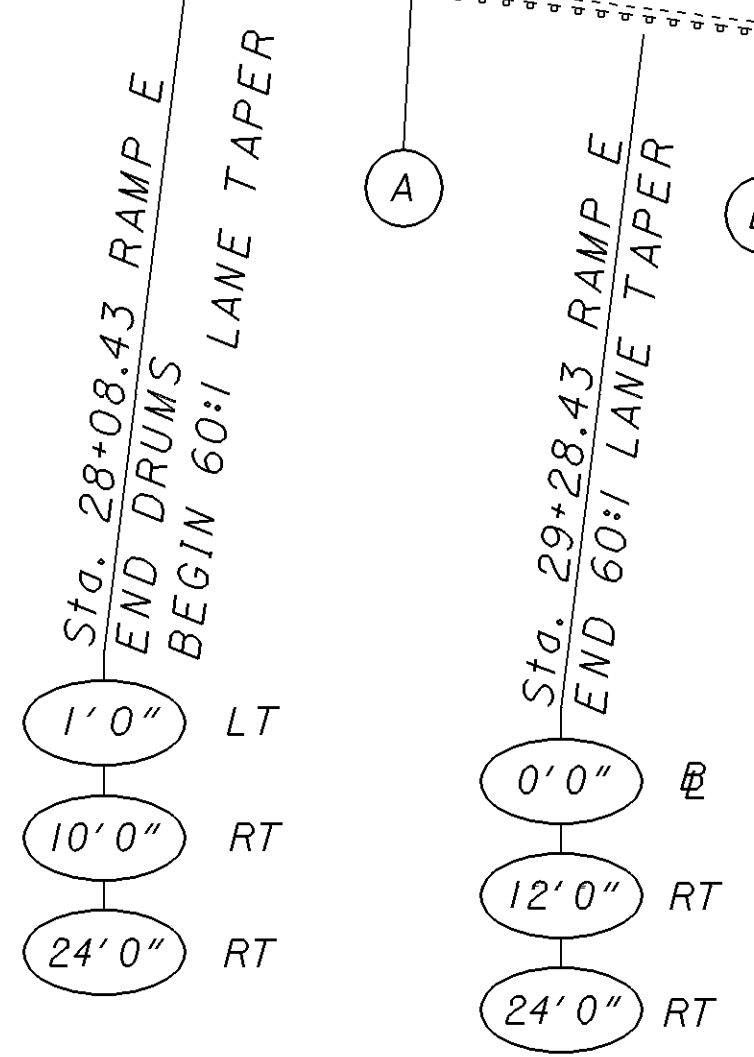 Sta. 28+08.43 RAMP E
END DRUMS
BEGIN 60:1 LANE TAPER
1'0" LT
10'0" RT
24'0" RT
A
Sta. 29+28.43 RAMP E
END 60:1 LANE TAPER
0'0" BL
12'0" RT
24'0" RT